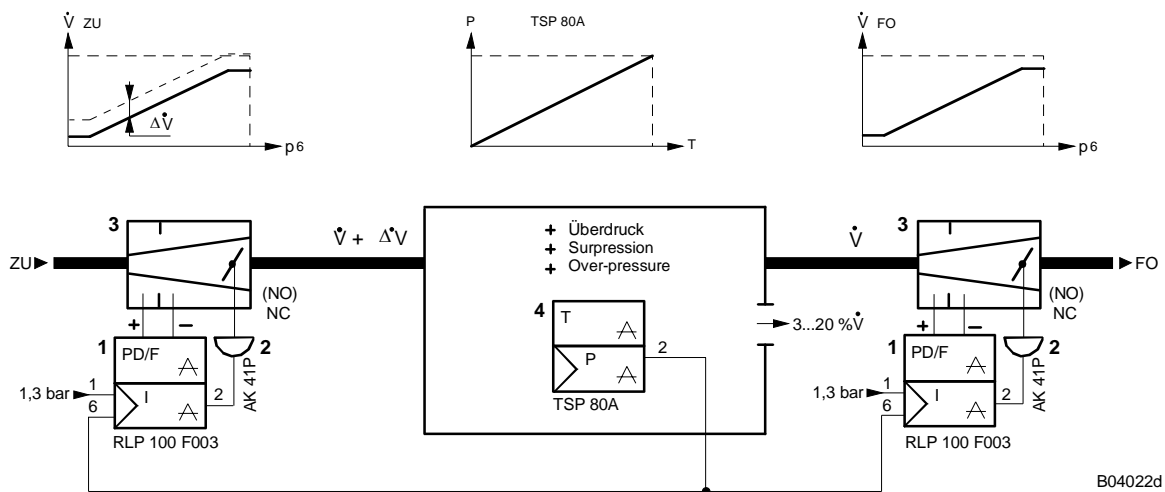 V̇ ZU
ΔV̇
p6
P
TSP 80A
T
V̇ FO
p6
3
ZU
V̇ + ΔV̇
+ Überdruck
+ Surpression
+ Over-pressure
V̇
3
FO
(NO)
NC
+ –
1
PD/F
2
4
T
P
2
TSP 80A
3...20 %V̇
(NO)
NC
+ –
1
PD/F
2
1,3 bar
1
6
I
2
AK 41P
RLP 100 F003
1,3 bar
1
6
I
2
AK 41P
RLP 100 F003
B04022d